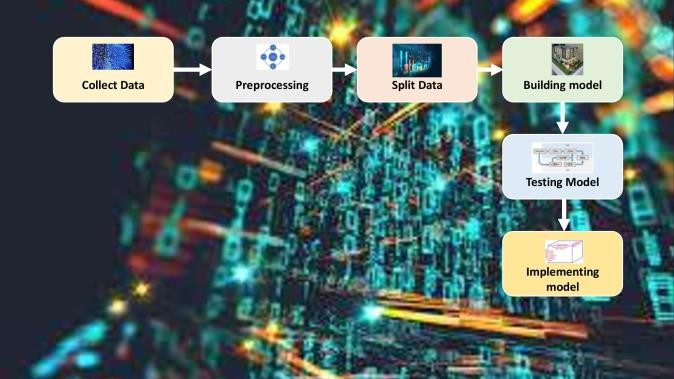 Collect Data
Preprocessing
Split Data
Building model
Testing Model
Implementing
model